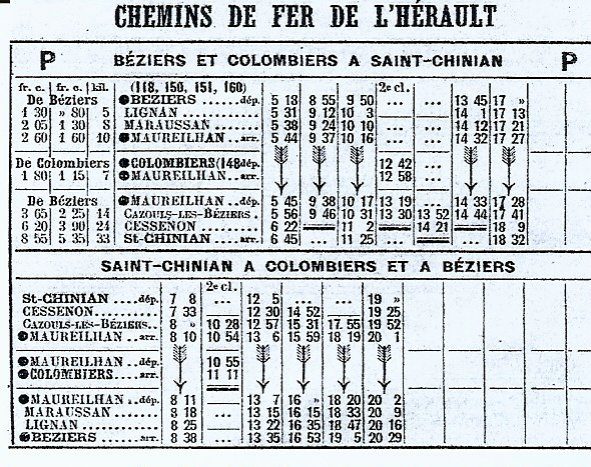 CHEMINS DE FER DE L'HÉRAULT
P BÉZIERS ET COLOMBIERS A SAINT-CHINIAN P
fr. c. fr. c. kil. (118, 150, 151, 160) 2e cl.
De Béziers BÉZIERS ...... dép. 5 18 8 55 9 50 ... ... 13 45 17 »
1 30 » 80 5 LIGNAN ........... 5 31 9 12 10 3 ... 14 1 17 13
2 05 1 30 8 MARAUSSAN ....... 5 38 9 24 10 10 ... 14 12 17 21
2 60 1 60 10 MAUREILHAN .. arr. 5 44 9 37 10 16 ... 14 32 17 27
De Colombiers COLOMBIERS (148 dép. 12 42 ...
1 80 1 15 7 MAUREILHAN .. arr. 12 58 ...
De Béziers MAUREILHAN .. dép. 5 45 9 38 10 17 13 19 ... 14 33 17 28
3 65 2 25 14 CAZOULS-LES-BÉZIERS . 5 56 9 46 10 31 13 30 13 52 14 44 17 41
6 20 3 90 24 CESSENON ......... 6 22 11 2 14 21 18 9
8 55 5 35 33 St-CHINIAN .... arr. 6 45 ... 11 25 ... ... 18 32
SAINT-CHINIAN A COLOMBIERS ET A BÉZIERS
2e cl.
St-CHINIAN .... dép. 7 8 ... 12 5 ... ... 19 »
CESSENON ......... 7 33 12 30 14 52 19 25
CAZOULS-LES-BÉZIERS .. 8 » 10 28 12 57 15 31 17 55 19 52
MAUREILHAN .. arr. 8 10 10 54 13 6 15 59 18 19 20 1
MAUREILHAN .. dép. 10 55
COLOMBIERS .... arr. 11 11
MAUREILHAN .. dép. 8 11 13 7 16 » 18 20 20 2
MARAUSSAN ....... 8 18 ... 13 15 16 15 18 33 20 9
LIGNAN ........... 8 25 13 22 16 35 18 47 20 16
BEZIERS ....... arr. 8 38 ... 13 35 16 53 19 5 20 29